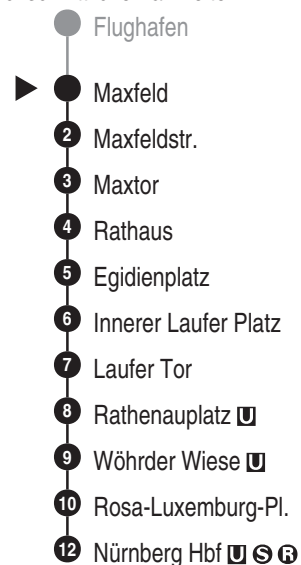 Flughafen
Maxfeld
2 Maxfeldstr.
3 Maxtor
4 Rathaus
5 Egidienplatz
6 Innerer Laufer Platz
7 Laufer Tor
8 Rathenauplatz U
9 Wöhrder Wiese U
10 Rosa-Luxemburg-Pl.
12 Nürnberg Hbf U S R